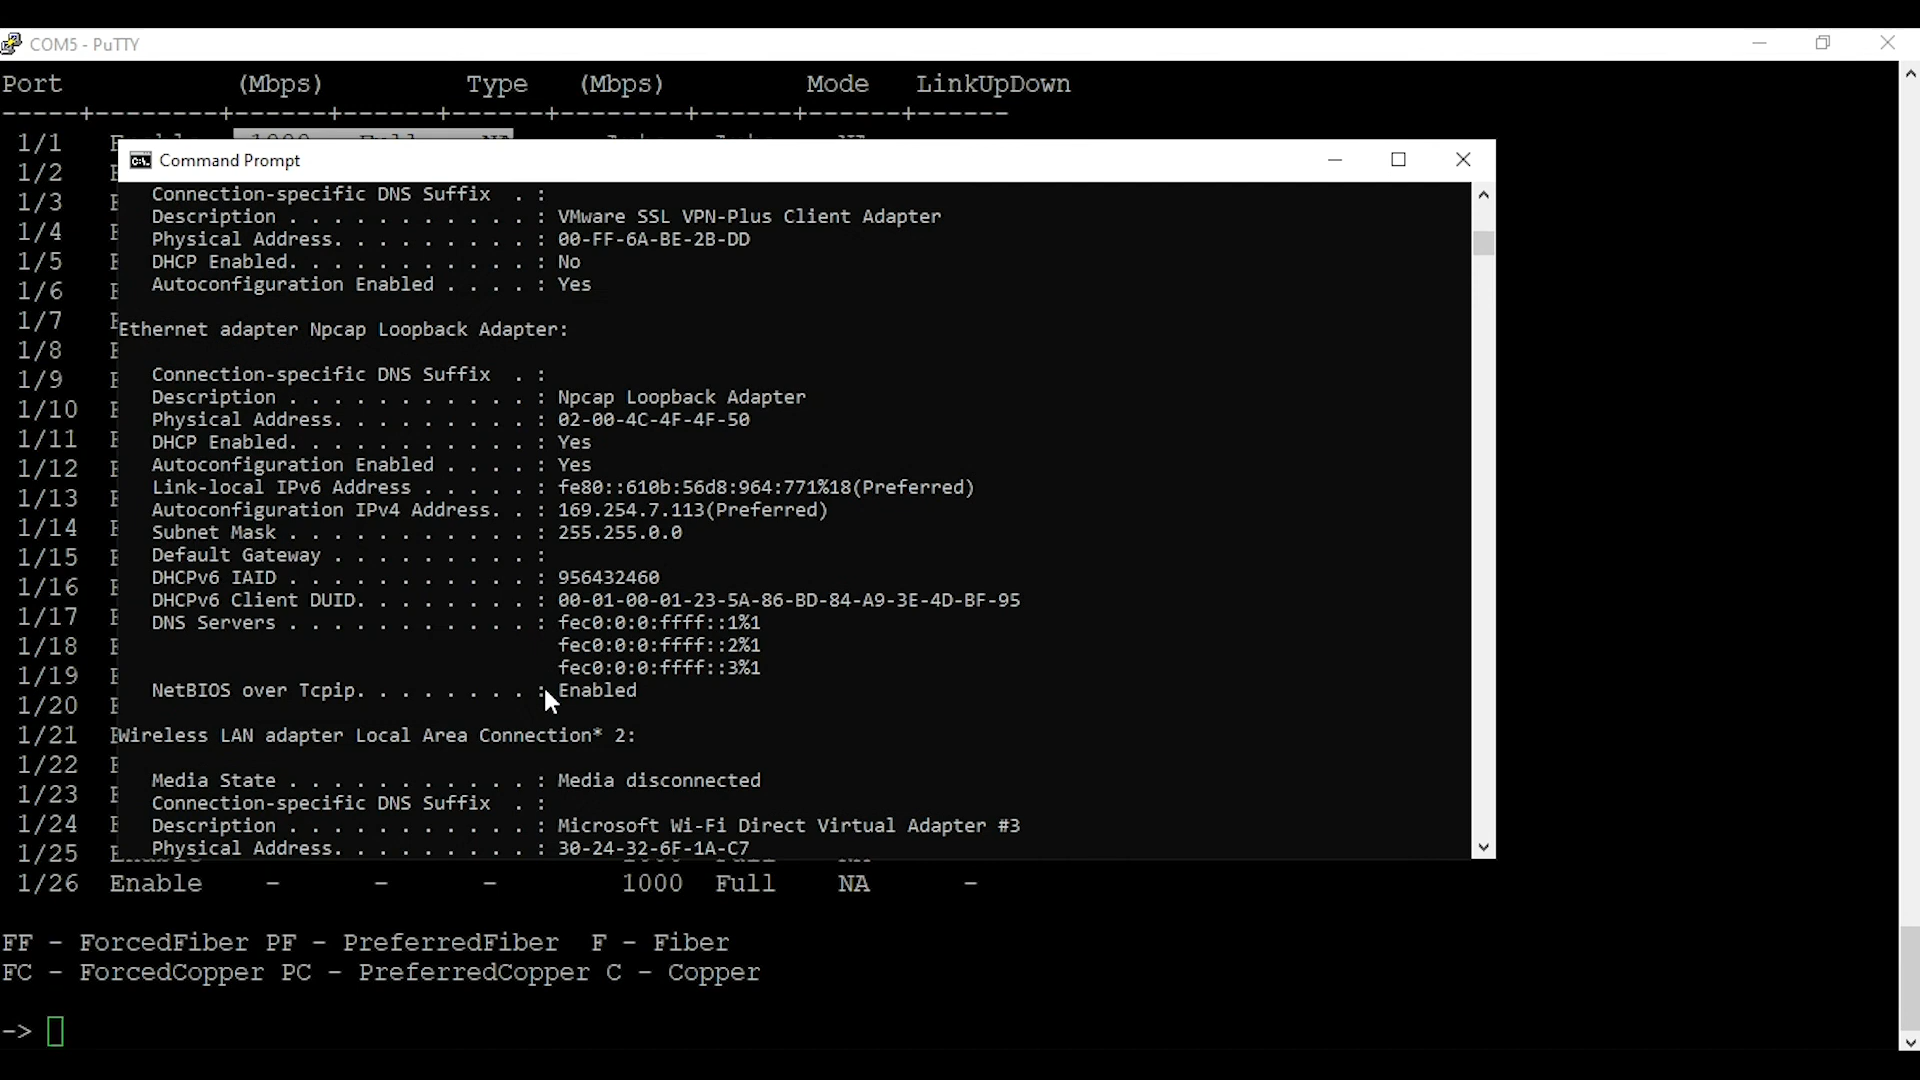 COM5 - PuTTY
Port (Mbps) Type (Mbps) Mode LinkUpDown
-----+--------+------+------+--------+------+------+------
1/1
1/2
1/3
1/4
1/5
1/6
1/7
1/8
1/9
1/10
1/11
1/12
1/13
1/14
1/15
1/16
1/17
1/18
1/19
1/20
1/21
1/22
1/23
1/24
1/25
1/26 Enable - - - 1000 Full NA -
FF - ForcedFiber PF - PreferredFiber F - Fiber
FC - ForcedCopper PC - PreferredCopper C - Copper
->
Command Prompt
Connection-specific DNS Suffix . :
Description . . . . . . . . . . . : VMware SSL VPN-Plus Client Adapter
Physical Address. . . . . . . . . : 00-FF-6A-BE-2B-DD
DHCP Enabled. . . . . . . . . . . : No
Autoconfiguration Enabled . . . . : Yes
Ethernet adapter Npcap Loopback Adapter:
Connection-specific DNS Suffix . :
Description . . . . . . . . . . . : Npcap Loopback Adapter
Physical Address. . . . . . . . . : 02-00-4C-4F-4F-50
DHCP Enabled. . . . . . . . . . . : Yes
Autoconfiguration Enabled . . . . : Yes
Link-local IPv6 Address . . . . . : fe80::610b:56d8:964:771%18(Preferred)
Autoconfiguration IPv4 Address. . : 169.254.7.113(Preferred)
Subnet Mask . . . . . . . . . . . : 255.255.0.0
Default Gateway . . . . . . . . . :
DHCPv6 IAID . . . . . . . . . . . : 956432460
DHCPv6 Client DUID. . . . . . . . : 00-01-00-01-23-5A-86-BD-84-A9-3E-4D-BF-95
DNS Servers . . . . . . . . . . . : fec0:0:0:ffff::1%1
fec0:0:0:ffff::2%1
fec0:0:0:ffff::3%1
NetBIOS over Tcpip. . . . . . . . : Enabled
Wireless LAN adapter Local Area Connection* 2:
Media State . . . . . . . . . . . : Media disconnected
Connection-specific DNS Suffix . :
Description . . . . . . . . . . . : Microsoft Wi-Fi Direct Virtual Adapter #3
Physical Address. . . . . . . . . : 30-24-32-6F-1A-C7